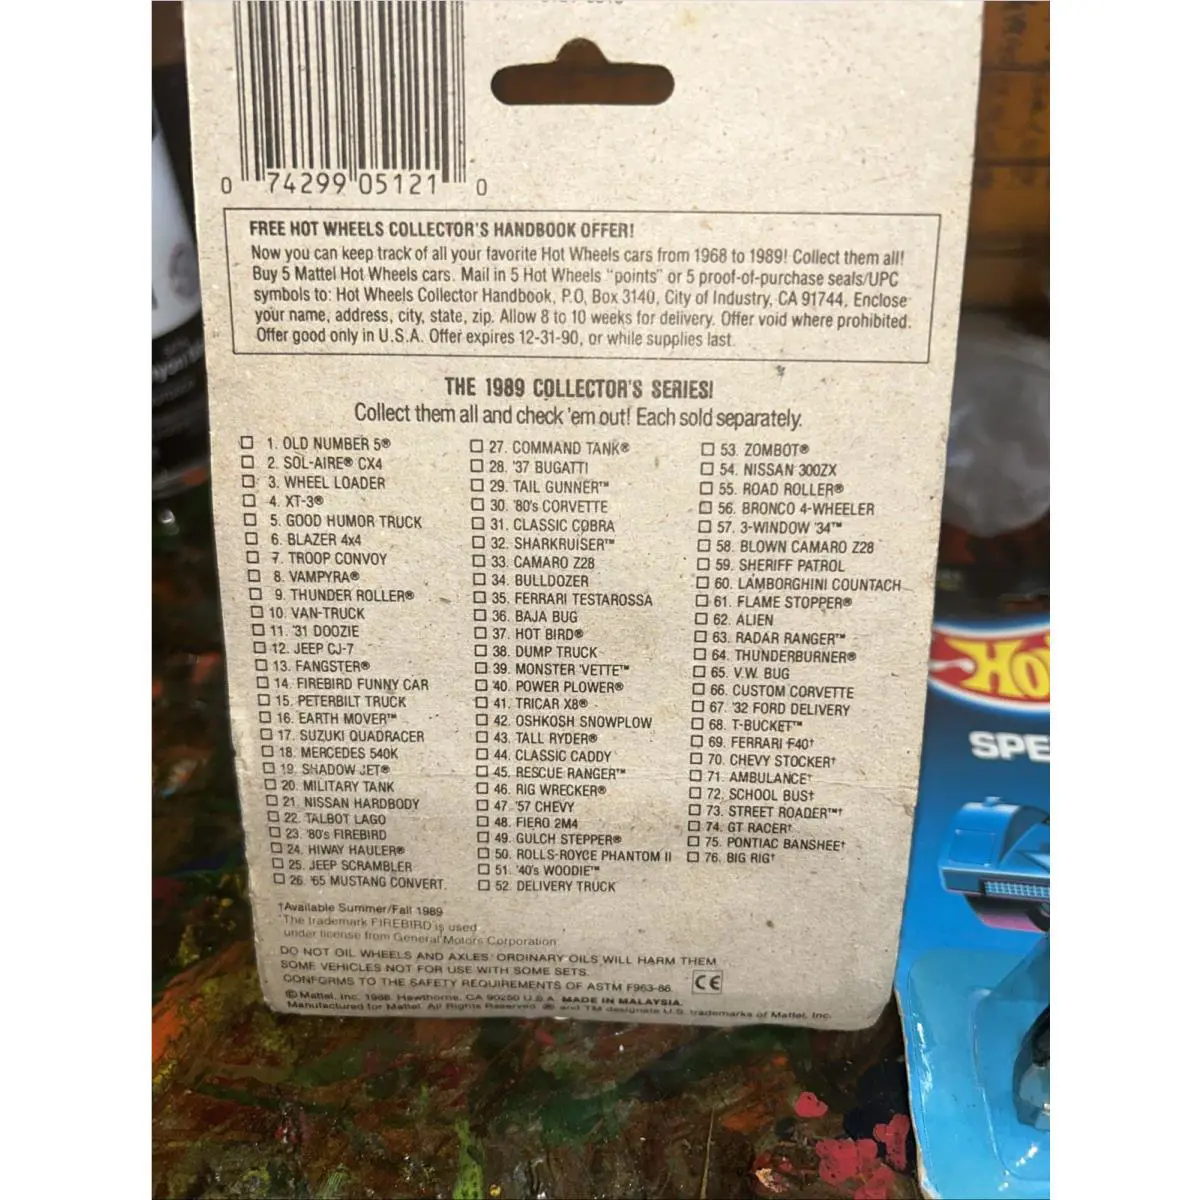 0 74299 05121 0
FREE HOT WHEELS COLLECTOR'S HANDBOOK OFFER!
Now you can keep track of all your favorite Hot Wheels cars from 1968 to 1989! Collect them all!
Buy 5 Mattel Hot Wheels cars. Mail in 5 Hot Wheels "points" or 5 proof-of-purchase seals/UPC
symbols to: Hot Wheels Collector Handbook, P.O. Box 3140, City of Industry, CA 91744. Enclose
your name, address, city, state, zip. Allow 8 to 10 weeks for delivery. Offer void where prohibited.
Offer good only in U.S.A. Offer expires 12-31-90, or while supplies last.
THE 1989 COLLECTOR'S SERIES!
Collect them all and check 'em out! Each sold separately.
☐ 1. OLD NUMBER 5®
☐ 2. SOL-AIRE® CX4
☐ 3. WHEEL LOADER
☐ 4. XT-3®
☐ 5. GOOD HUMOR TRUCK
☐ 6. BLAZER 4x4
☐ 7. TROOP CONVOY
☐ 8. VAMPYRA®
☐ 9. THUNDER ROLLER®
☐ 10. VAN-TRUCK
☐ 11. '31 DOOZIE
☐ 12. JEEP CJ-7
☐ 13. FANGSTER®
☐ 14. FIREBIRD FUNNY CAR
☐ 15. PETERBILT TRUCK
☐ 16. EARTH MOVER™
☐ 17. SUZUKI QUADRACER
☐ 18. MERCEDES 540K
☐ 19. SHADOW JET®
☐ 20. MILITARY TANK
☐ 21. NISSAN HARDBODY
☐ 22. TALBOT LAGO
☐ 23. '80's FIREBIRD
☐ 24. HIWAY HAULER®
☐ 25. JEEP SCRAMBLER
☐ 26. '65 MUSTANG CONVERT.
☐ 27. COMMAND TANK®
☐ 28. '37 BUGATTI
☐ 29. TAIL GUNNER™
☐ 30. '80's CORVETTE
☐ 31. CLASSIC COBRA
☐ 32. SHARKRUISER™
☐ 33. CAMARO Z28
☐ 34. BULLDOZER
☐ 35. FERRARI TESTAROSSA
☐ 36. BAJA BUG
☐ 37. HOT BIRD®
☐ 38. DUMP TRUCK
☐ 39. MONSTER 'VETTE™
☐ 40. POWER PLOWER®
☐ 41. TRICAR X8®
☐ 42. OSHKOSH SNOWPLOW
☐ 43. TALL RYDER®
☐ 44. CLASSIC CADDY
☐ 45. RESCUE RANGER™
☐ 46. RIG WRECKER®
☐ 47. '57 CHEVY
☐ 48. FIERO 2M4
☐ 49. GULCH STEPPER®
☐ 50. ROLLS-ROYCE PHANTOM II
☐ 51. '40's WOODIE™
☐ 52. DELIVERY TRUCK
☐ 53. ZOMBOT®
☐ 54. NISSAN 300ZX
☐ 55. ROAD ROLLER®
☐ 56. BRONCO 4-WHEELER
☐ 57. 3-WINDOW '34™
☐ 58. BLOWN CAMARO Z28
☐ 59. SHERIFF PATROL
☐ 60. LAMBORGHINI COUNTACH
☐ 61. FLAME STOPPER®
☐ 62. ALIEN
☐ 63. RADAR RANGER™
☐ 64. THUNDERBURNER®
☐ 65. V.W. BUG
☐ 66. CUSTOM CORVETTE
☐ 67. '32 FORD DELIVERY
☐ 68. T-BUCKET™
☐ 69. FERRARI F40†
☐ 70. CHEVY STOCKER†
☐ 71. AMBULANCE†
☐ 72. SCHOOL BUS†
☐ 73. STREET ROADER™†
☐ 74. GT RACER†
☐ 75. PONTIAC BANSHEE†
☐ 76. BIG RIG†
†Available Summer/Fall 1989
*The trademark FIREBIRD is used
under license from General Motors Corporation
DO NOT OIL WHEELS AND AXLES. ORDINARY OILS WILL HARM THEM
SOME VEHICLES NOT FOR USE WITH SOME SETS.
CONFORMS TO THE SAFETY REQUIREMENTS OF ASTM F963-86. CE
© Mattel, Inc. 1988. Hawthorne, CA 90250 U.S.A. MADE IN MALAYSIA.
Manufactured for Mattel. All Rights Reserved. ® and TM designate U.S. trademarks of Mattel, Inc.
HO
SPE